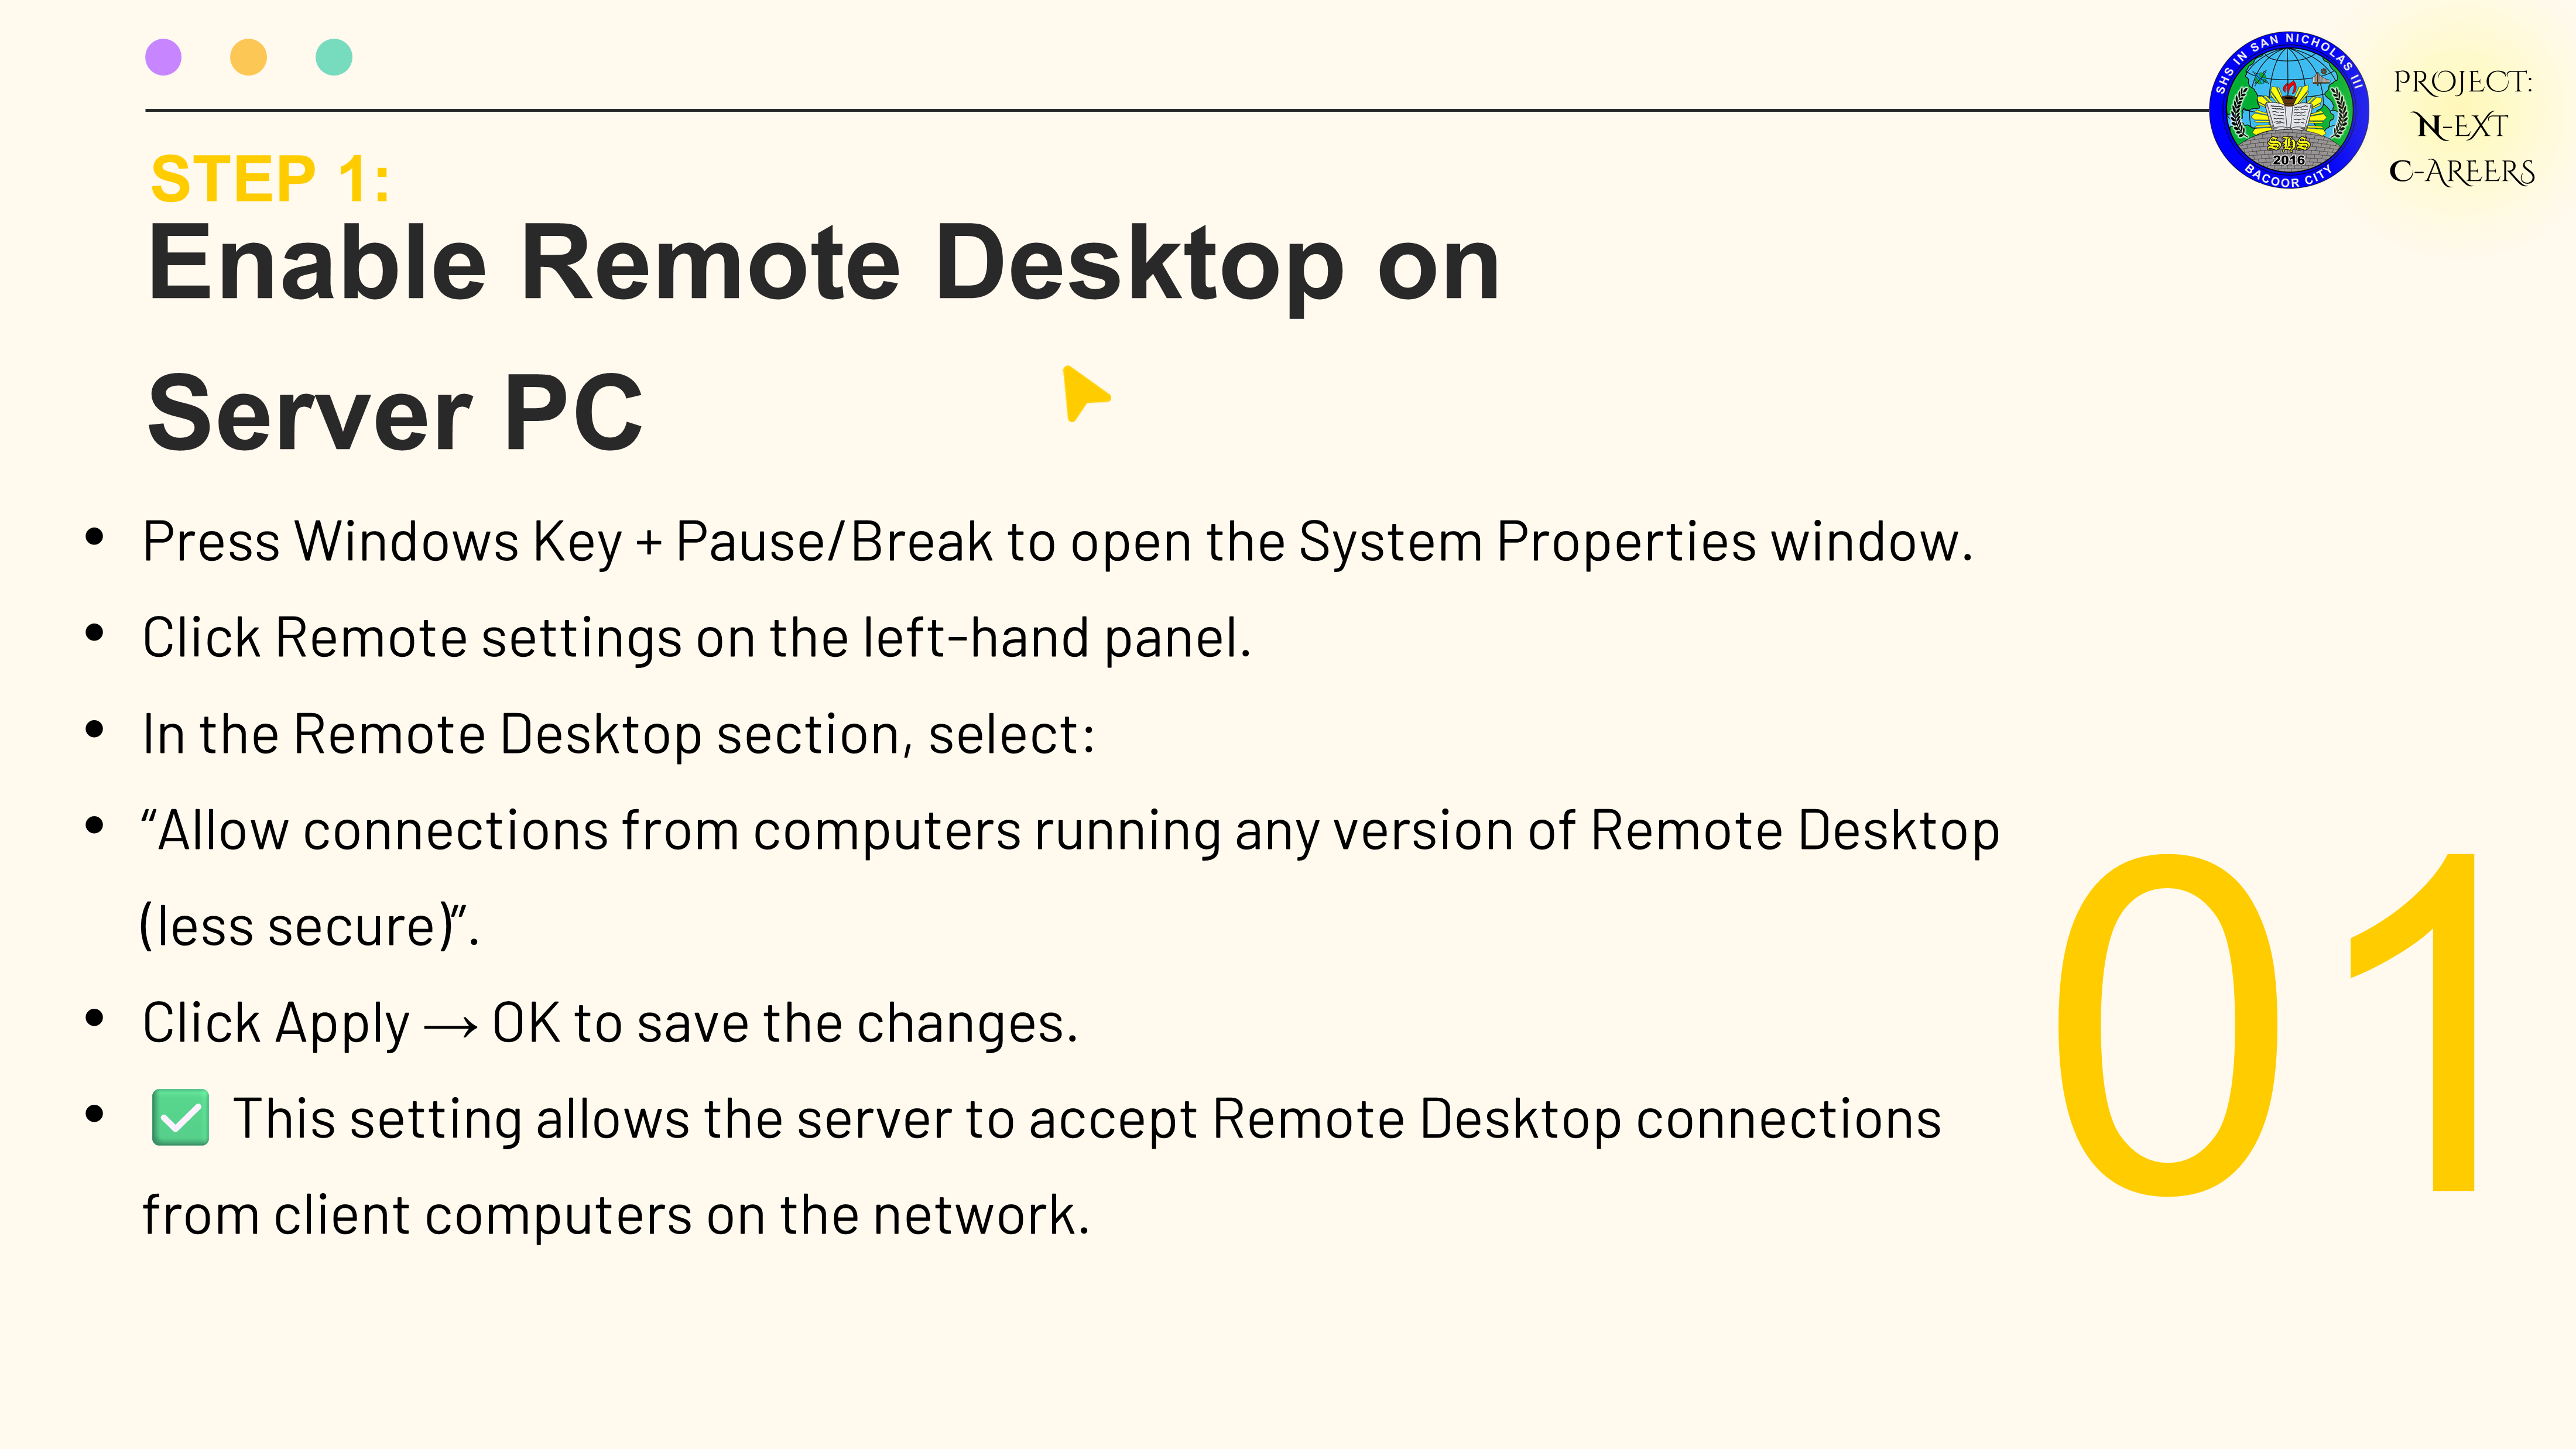 SHS IN SAN NICHOLAS III
SHS
2016
BACOOR CITY
PROJECT:
N-EXT
C-AREERS
STEP 1:
Enable Remote Desktop on
Server PC
• Press Windows Key + Pause/Break to open the System Properties window.
• Click Remote settings on the left-hand panel.
• In the Remote Desktop section, select:
• “Allow connections from computers running any version of Remote Desktop
(less secure)”.
• Click Apply → OK to save the changes.
• ✅ This setting allows the server to accept Remote Desktop connections
from client computers on the network.
01